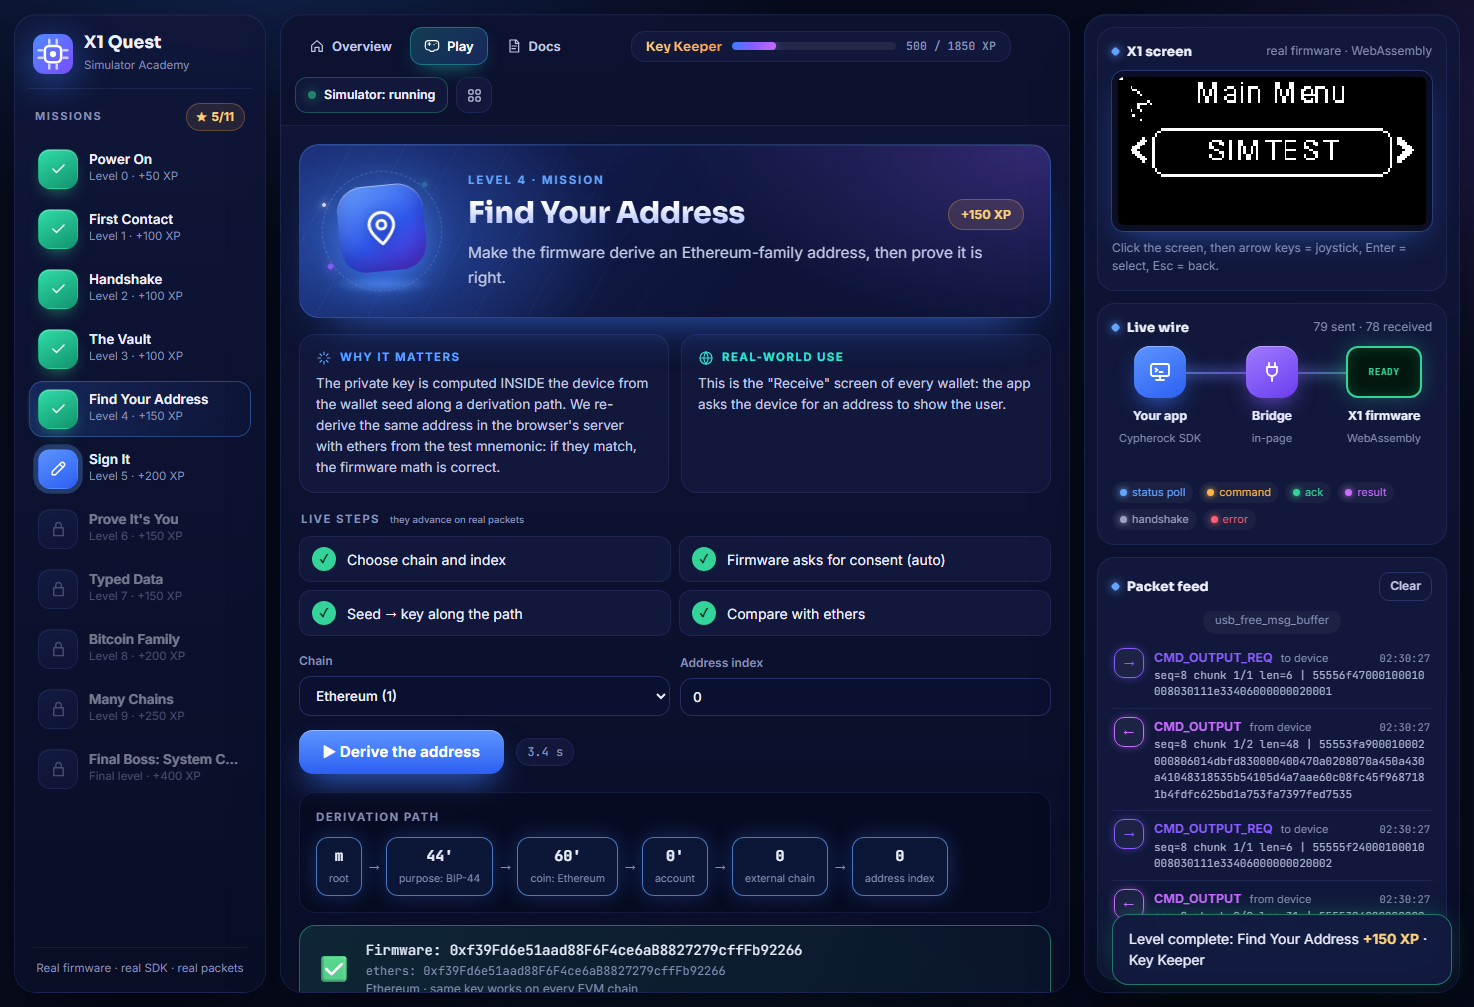 X1 Quest
Simulator Academy
MISSIONS
★ 5/11
Power On
Level 0 · +50 XP
First Contact
Level 1 · +100 XP
Handshake
Level 2 · +100 XP
The Vault
Level 3 · +100 XP
Find Your Address
Level 4 · +150 XP
Sign It
Level 5 · +200 XP
Prove It's You
Level 6 · +150 XP
Typed Data
Level 7 · +150 XP
Bitcoin Family
Level 8 · +200 XP
Many Chains
Level 9 · +250 XP
Final Boss: System C...
Final level · +400 XP
Real firmware · real SDK · real packets
Overview
Play
Docs
Key Keeper
500 / 1850 XP
Simulator: running
LEVEL 4 · MISSION
Find Your Address
+150 XP
Make the firmware derive an Ethereum-family address, then prove it is
right.
WHY IT MATTERS
The private key is computed INSIDE the device from
the wallet seed along a derivation path. We re-
derive the same address in the browser's server
with ethers from the test mnemonic: if they match,
the firmware math is correct.
REAL-WORLD USE
This is the "Receive" screen of every wallet: the app
asks the device for an address to show the user.
LIVE STEPS they advance on real packets
Choose chain and index
Firmware asks for consent (auto)
Seed → key along the path
Compare with ethers
Chain
Address index
Ethereum (1)
0
▶ Derive the address
3.4 s
DERIVATION PATH
m
root
→
44'
purpose: BIP-44
→
60'
coin: Ethereum
→
0'
account
→
0
external chain
→
0
address index
Firmware: 0xf39Fd6e51aad88F6F4ce6aB8827279cffFb92266
ethers: 0xf39Fd6e51aad88F6F4ce6aB8827279cffFb92266
Ethereum · same key works on every EVM chain
X1 screen
real firmware · WebAssembly
Main Menu
SIMTEST
Click the screen, then arrow keys = joystick, Enter =
select, Esc = back.
Live wire
79 sent · 78 received
READY
Your app
Cypherock SDK
Bridge
in-page
X1 firmware
WebAssembly
status poll
command
ack
result
handshake
error
Packet feed
Clear
usb_free_msg_buffer
→ CMD_OUTPUT_REQ to device 02:30:27
seq=8 chunk 1/1 len=6 | 55556f47000100010
008030111e33406000000020001
← CMD_OUTPUT from device 02:30:27
seq=8 chunk 1/2 len=48 | 55553fa900010002
000806014dbfd830000400470a0208070a450a430
a41048318535b54105d4a7aae60c08fc45f968718
1b4fdfc625bd1a753fa7397fed7535
→ CMD_OUTPUT_REQ to device 02:30:27
seq=8 chunk 1/1 len=6 | 55555f24000100010
008030111e33406000000020002
← CMD_OUTPUT from device 02:30:27
Level complete: Find Your Address +150 XP ·
Key Keeper